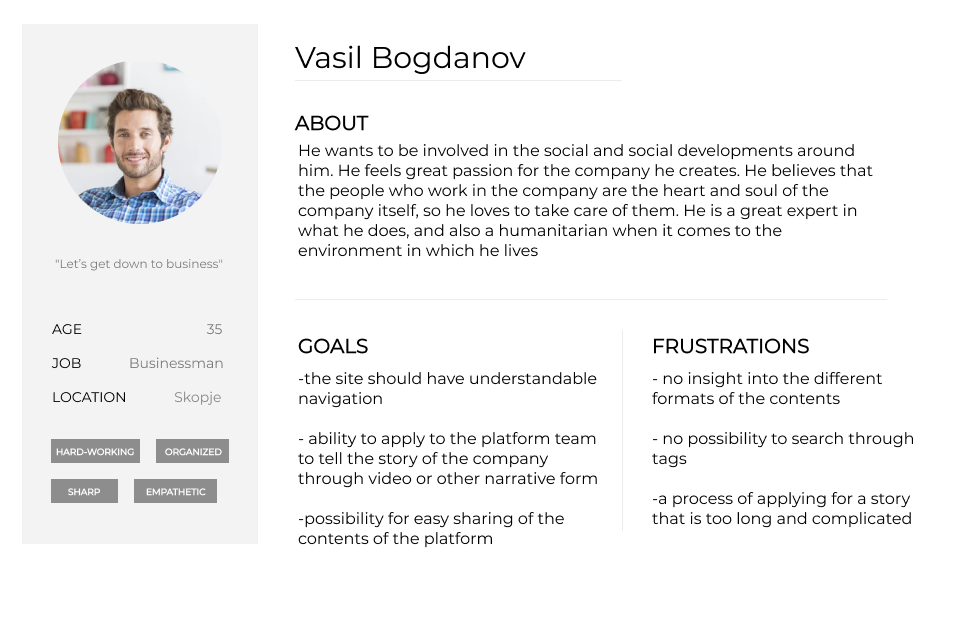 Vasil Bogdanov
ABOUT
He wants to be involved in the social and social developments around
him. He feels great passion for the company he creates. He believes that
the people who work in the company are the heart and soul of the
company itself, so he loves to take care of them. He is a great expert in
what he does, and also a humanitarian when it comes to the
environment in which he lives
"Let's get down to business"
AGE 35
JOB Businessman
LOCATION Skopje
HARD-WORKING ORGANIZED
SHARP EMPATHETIC
GOALS
-the site should have understandable
navigation
- ability to apply to the platform team
to tell the story of the company
through video or other narrative form
-possibility for easy sharing of the
contents of the platform
FRUSTRATIONS
- no insight into the different
formats of the contents
- no possibility to search through
tags
-a process of applying for a story
that is too long and complicated